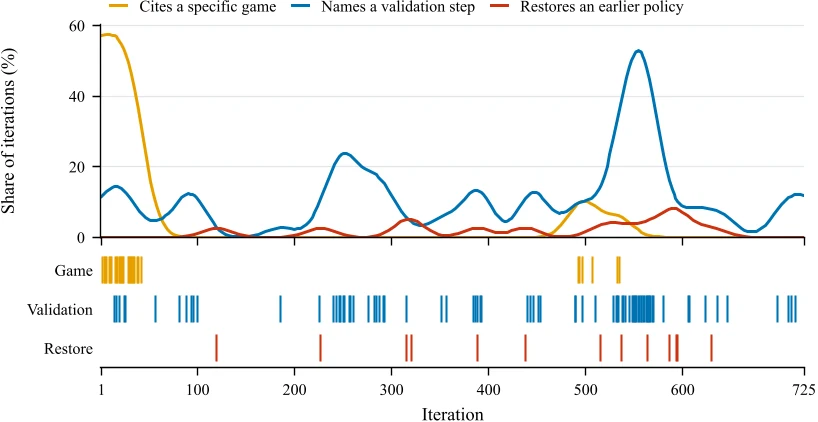 Cites a specific game Names a validation step Restores an earlier policy
Share of iterations (%)
60
40
20
0
Game
Validation
Restore
1 100 200 300 400 500 600 725
Iteration